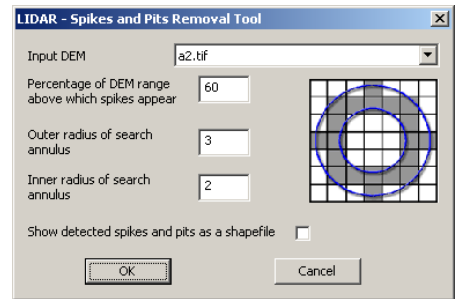 LIDAR - Spikes and Pits Removal Tool
Input DEM a2.tif
Percentage of DEM range
above which spikes appear 60
Outer radius of search
annulus 3
Inner radius of search
annulus 2
Show detected spikes and pits as a shapefile
OK Cancel